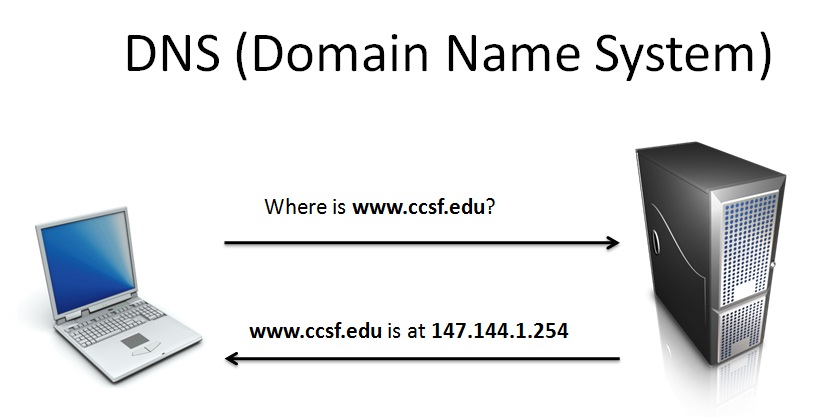 DNS (Domain Name System)
Where is www.ccsf.edu?
www.ccsf.edu is at 147.144.1.254